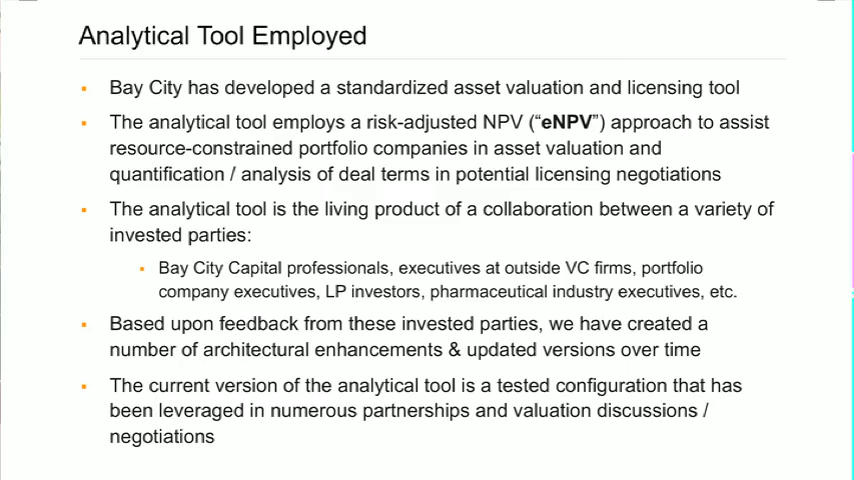 Analytical Tool Employed
▪ Bay City has developed a standardized asset valuation and licensing tool
▪ The analytical tool employs a risk-adjusted NPV (“eNPV”) approach to assist
resource-constrained portfolio companies in asset valuation and
quantification / analysis of deal terms in potential licensing negotiations
▪ The analytical tool is the living product of a collaboration between a variety of
invested parties:
▪ Bay City Capital professionals, executives at outside VC firms, portfolio
company executives, LP investors, pharmaceutical industry executives, etc.
▪ Based upon feedback from these invested parties, we have created a
number of architectural enhancements & updated versions over time
▪ The current version of the analytical tool is a tested configuration that has
been leveraged in numerous partnerships and valuation discussions /
negotiations